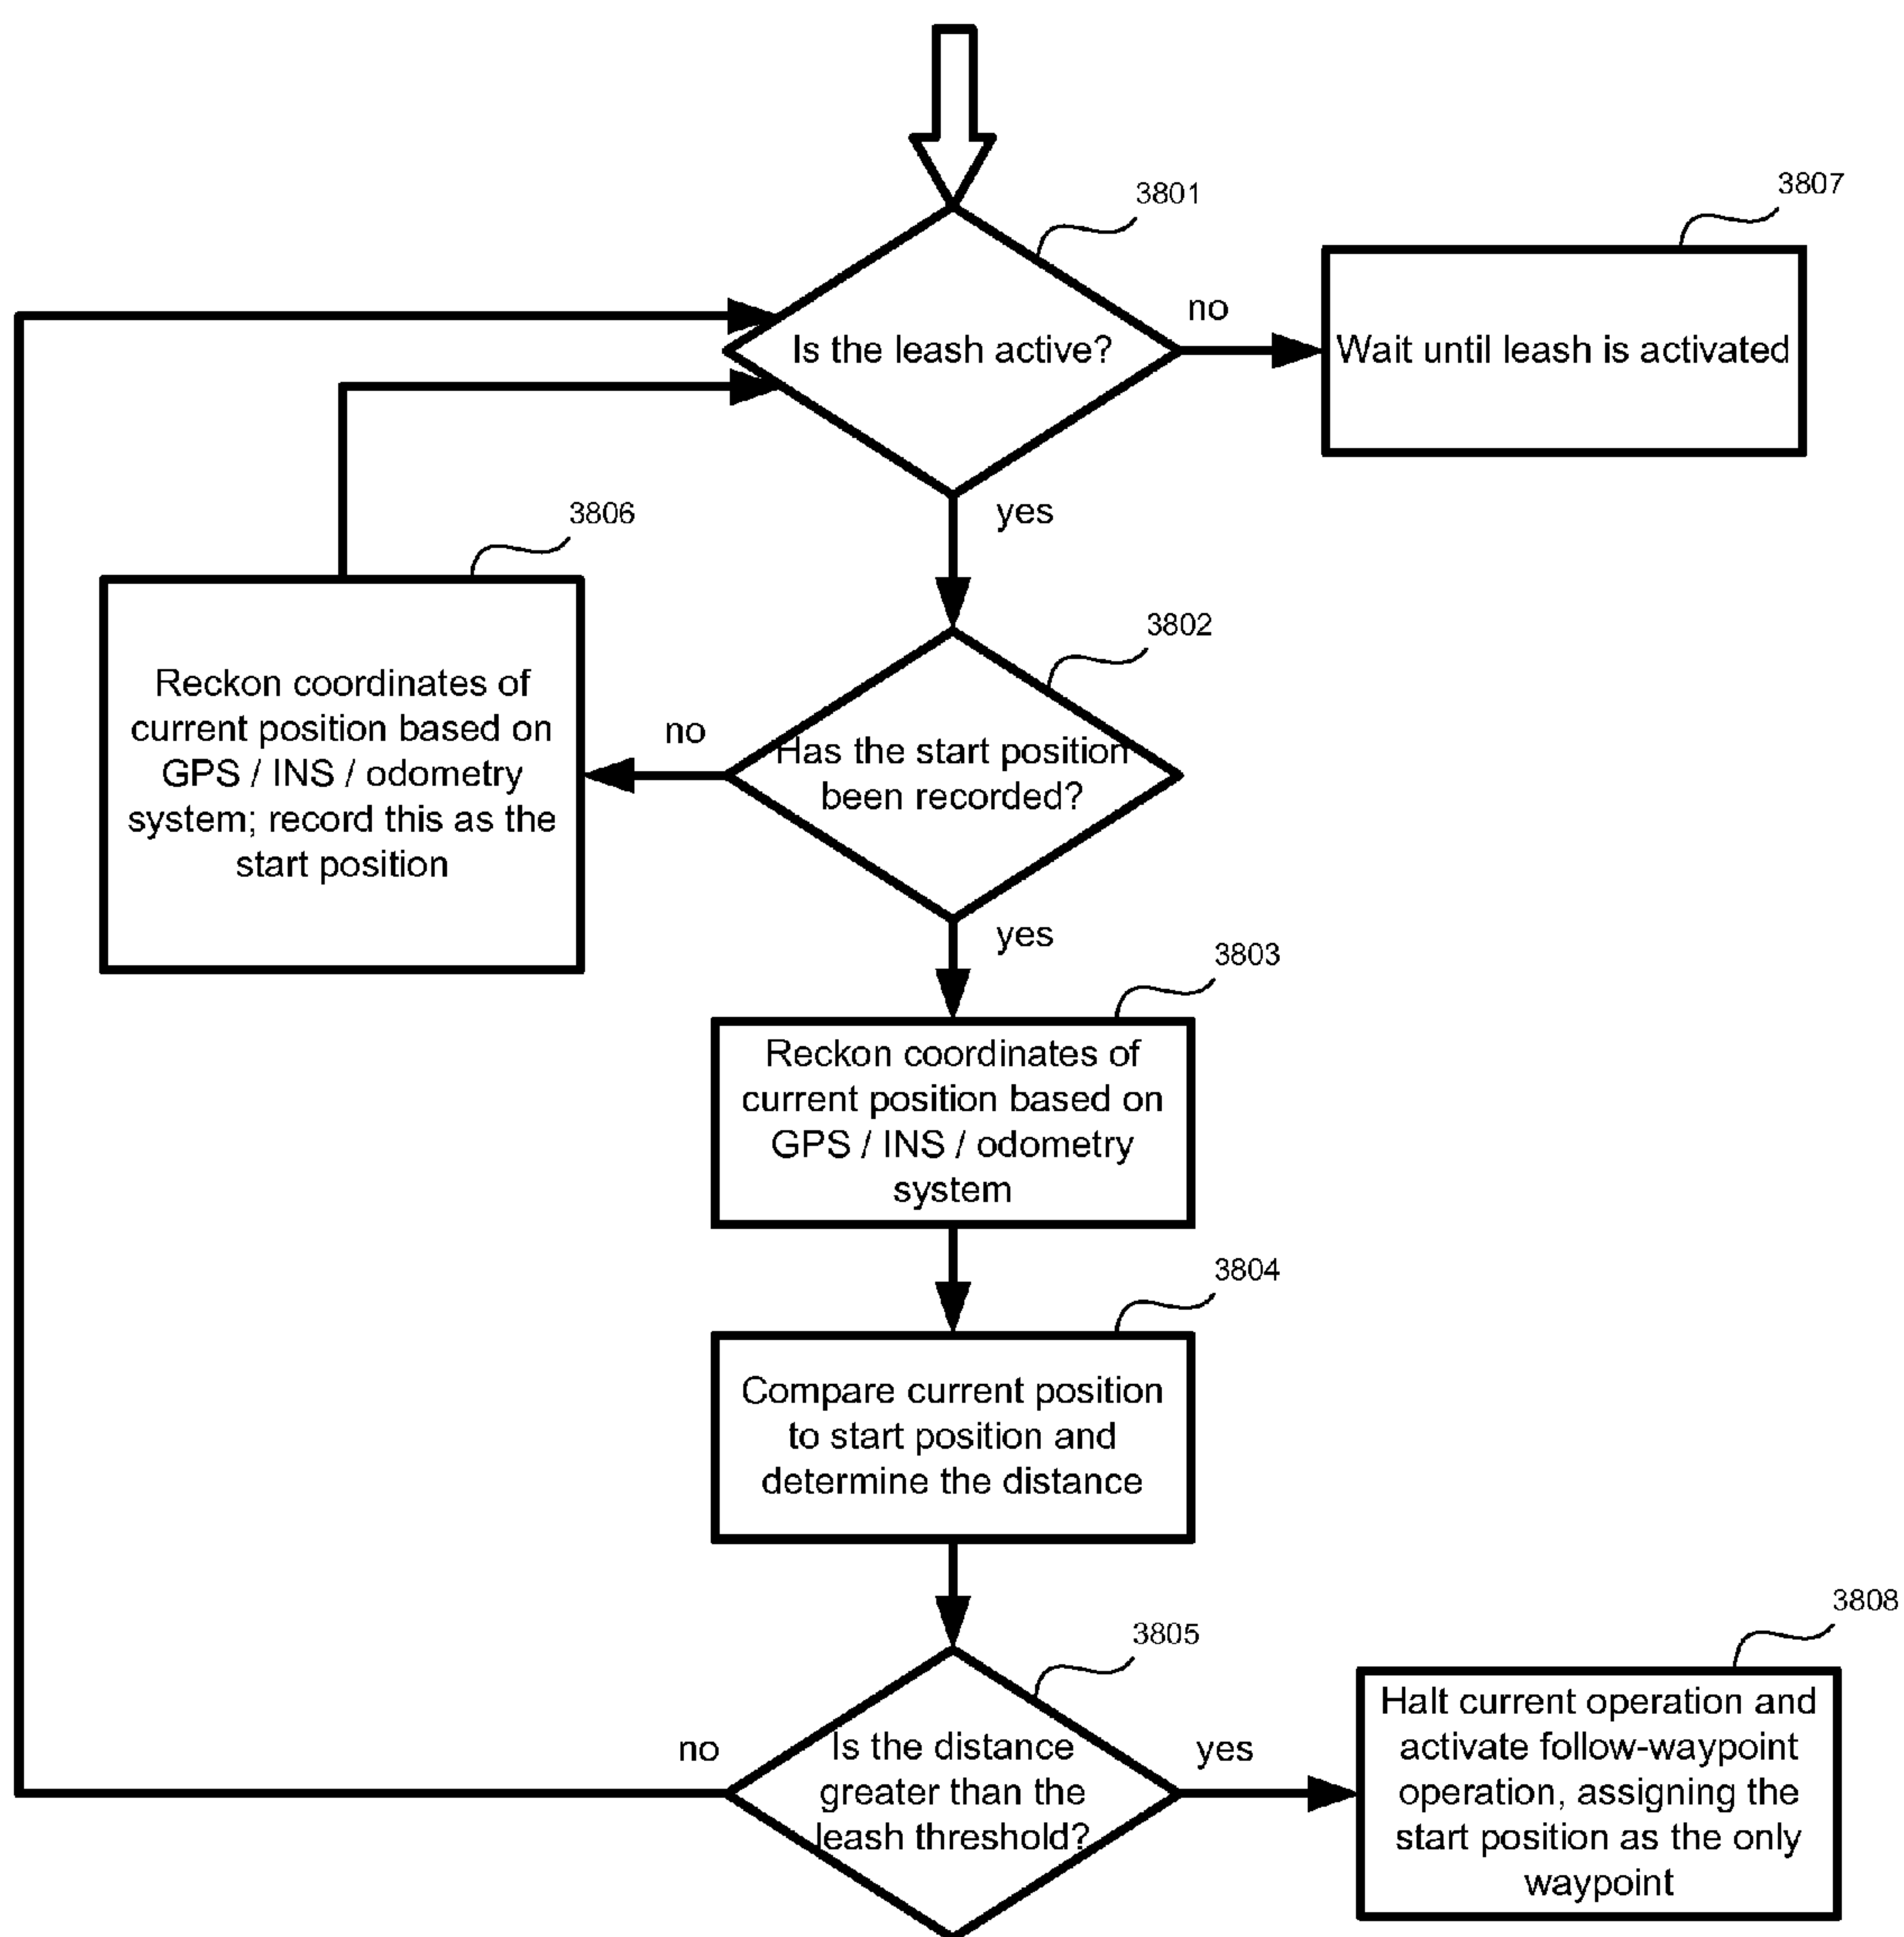 3801
3807
no
Is the leash active?
Wait until leash is activated
yes
3806
3802
Reckon coordinates of
current position based on
GPS / INS / odometry
system; record this as the
start position
no
Has the start position
been recorded?
yes
3803
Reckon coordinates of
current position based on
GPS / INS / odometry
system
3804
Compare current position
to start position and
determine the distance
3808
3805
no
Is the distance
greater than the
leash threshold?
yes
Halt current operation and
activate follow-waypoint
operation, assigning the
start position as the only
waypoint